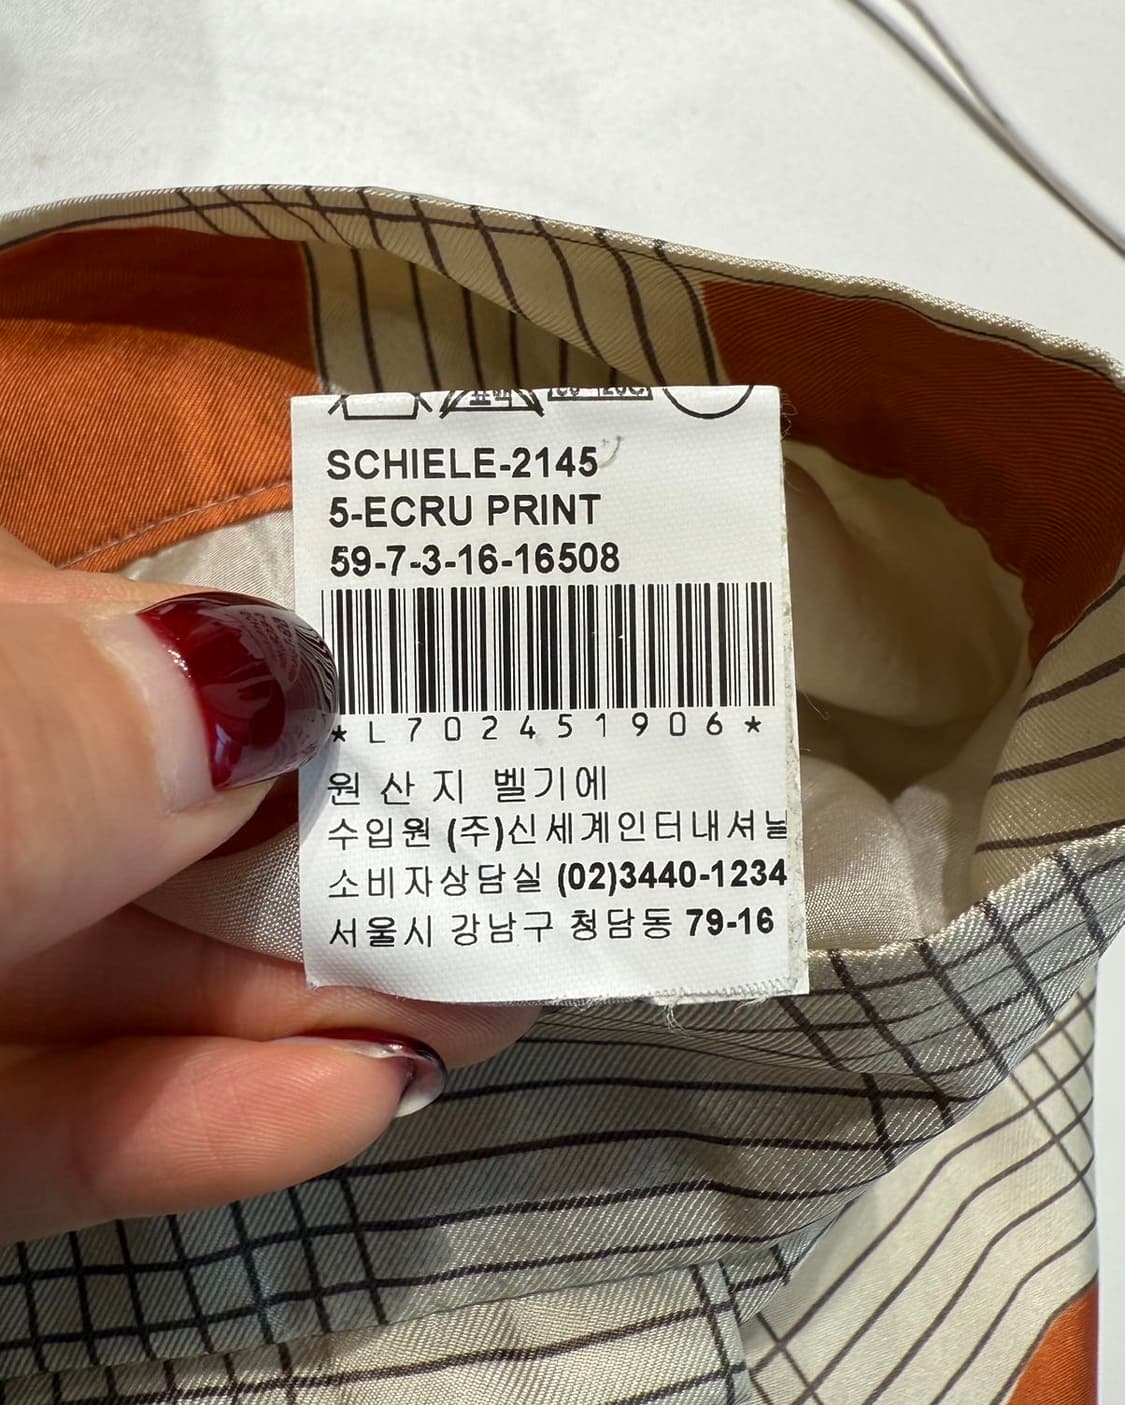 SCHIELE-2145
5-ECRU PRINT
59-7-3-16-16508
*L702451906*
원산지 벨기에
수입원 (주)신세계인터내셔널
소비자상담실 (02)3440-1234
서울시 강남구 청담동 79-16